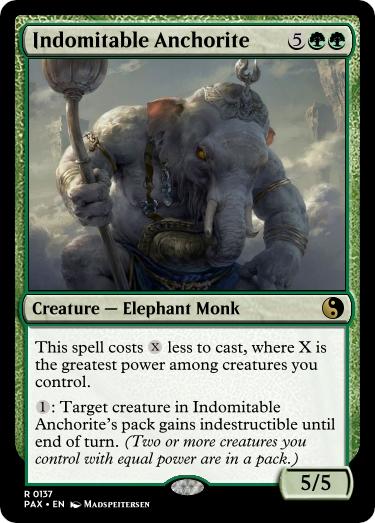 Indomitable Anchorite 5
Creature — Elephant Monk
This spell costs X less to cast, where X is
the greatest power among creatures you
control.
1: Target creature in Indomitable
Anchorite's pack gains indestructible until
end of turn. (Two or more creatures you
control with equal power are in a pack.)
5/5
R 0137
PAX • EN Madspeitersen